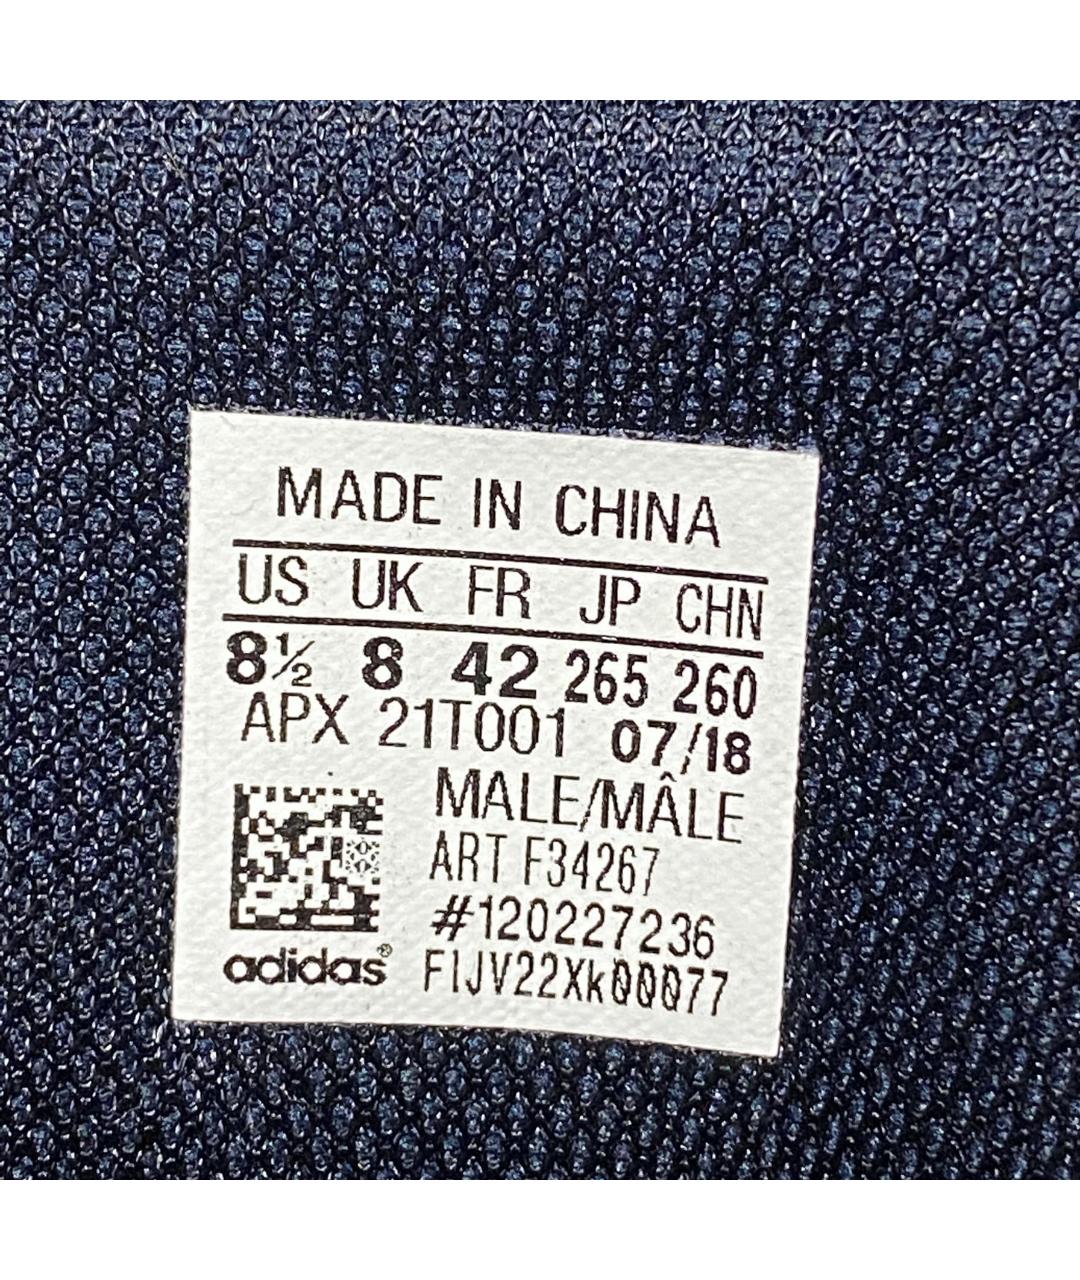 MADE IN CHINA
US UK FR JP CHN
8½ 8 42 265 260
APX 21T001 07/18
MALE/MÂLE
ART F34267
#120227236
adidas® F1JV22Xk00077